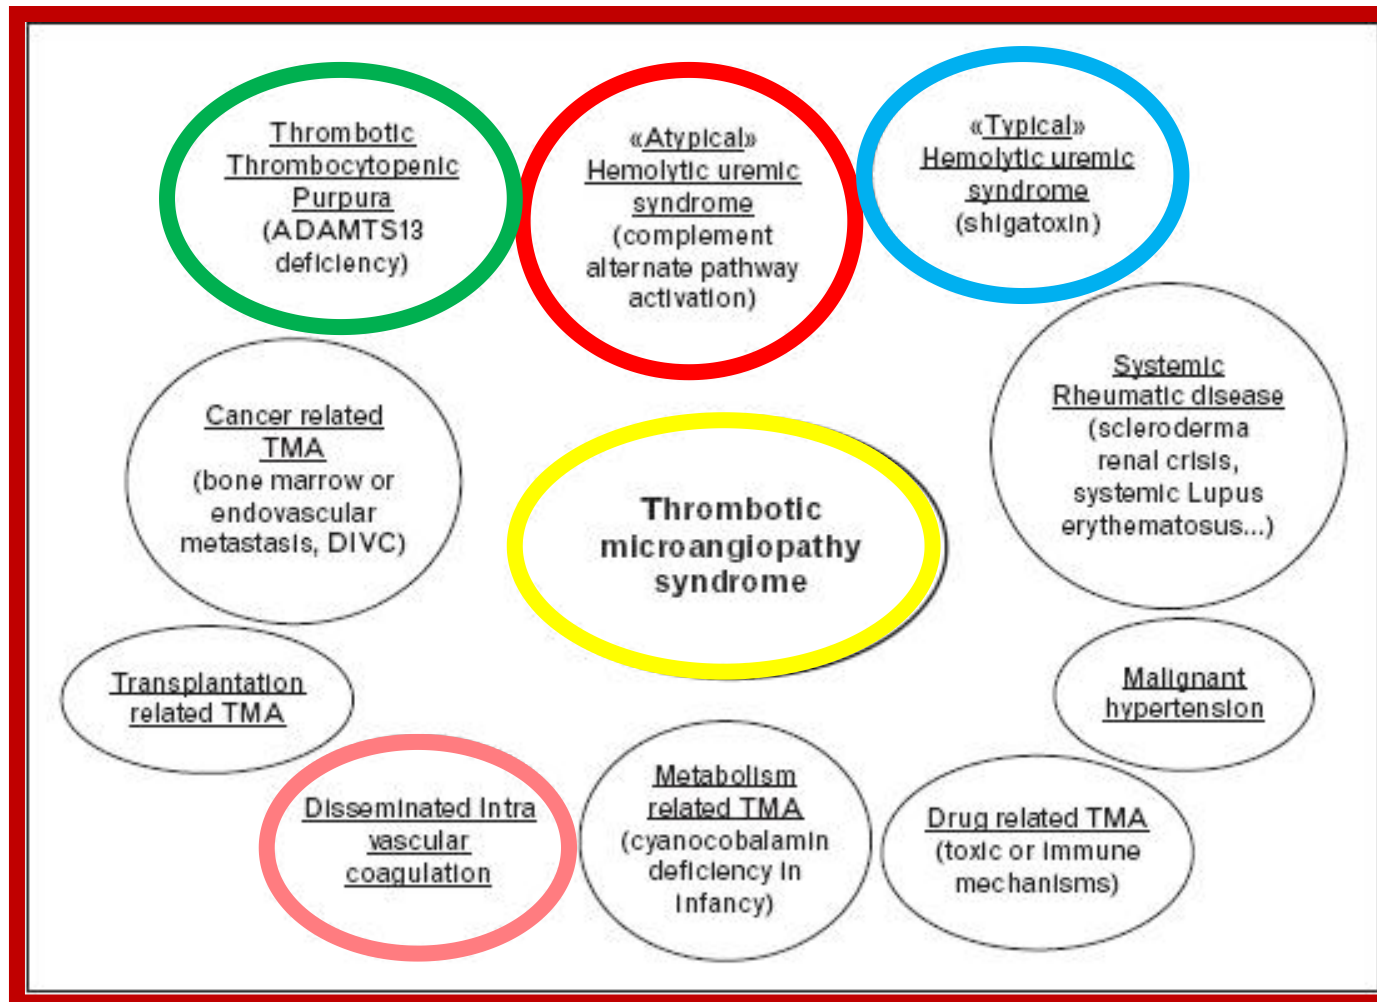 Thrombotic
Thrombocytopenic
Purpura
(ADAMTS13
deficiency)
«Atypical»
Hemolytic uremic
syndrome
(complement
alternate pathway
activation)
«Typical»
Hemolytic uremic
syndrome
(shigatoxin)
Cancer related
TMA
(bone marrow or
endovascular
metastasis, DIVC)
Thrombotic
microangiopathy
syndrome
Systemic
Rheumatic disease
(scleroderma
renal crisis,
systemic Lupus
erythematosus...)
Transplantation
related TMA
Malignant
hypertension
Disseminated Intra
vascular
coagulation
Metabolism
related TMA
(cyanocobalamin
deficiency in
infancy)
Drug related TMA
(toxic or immune
mechanisms)